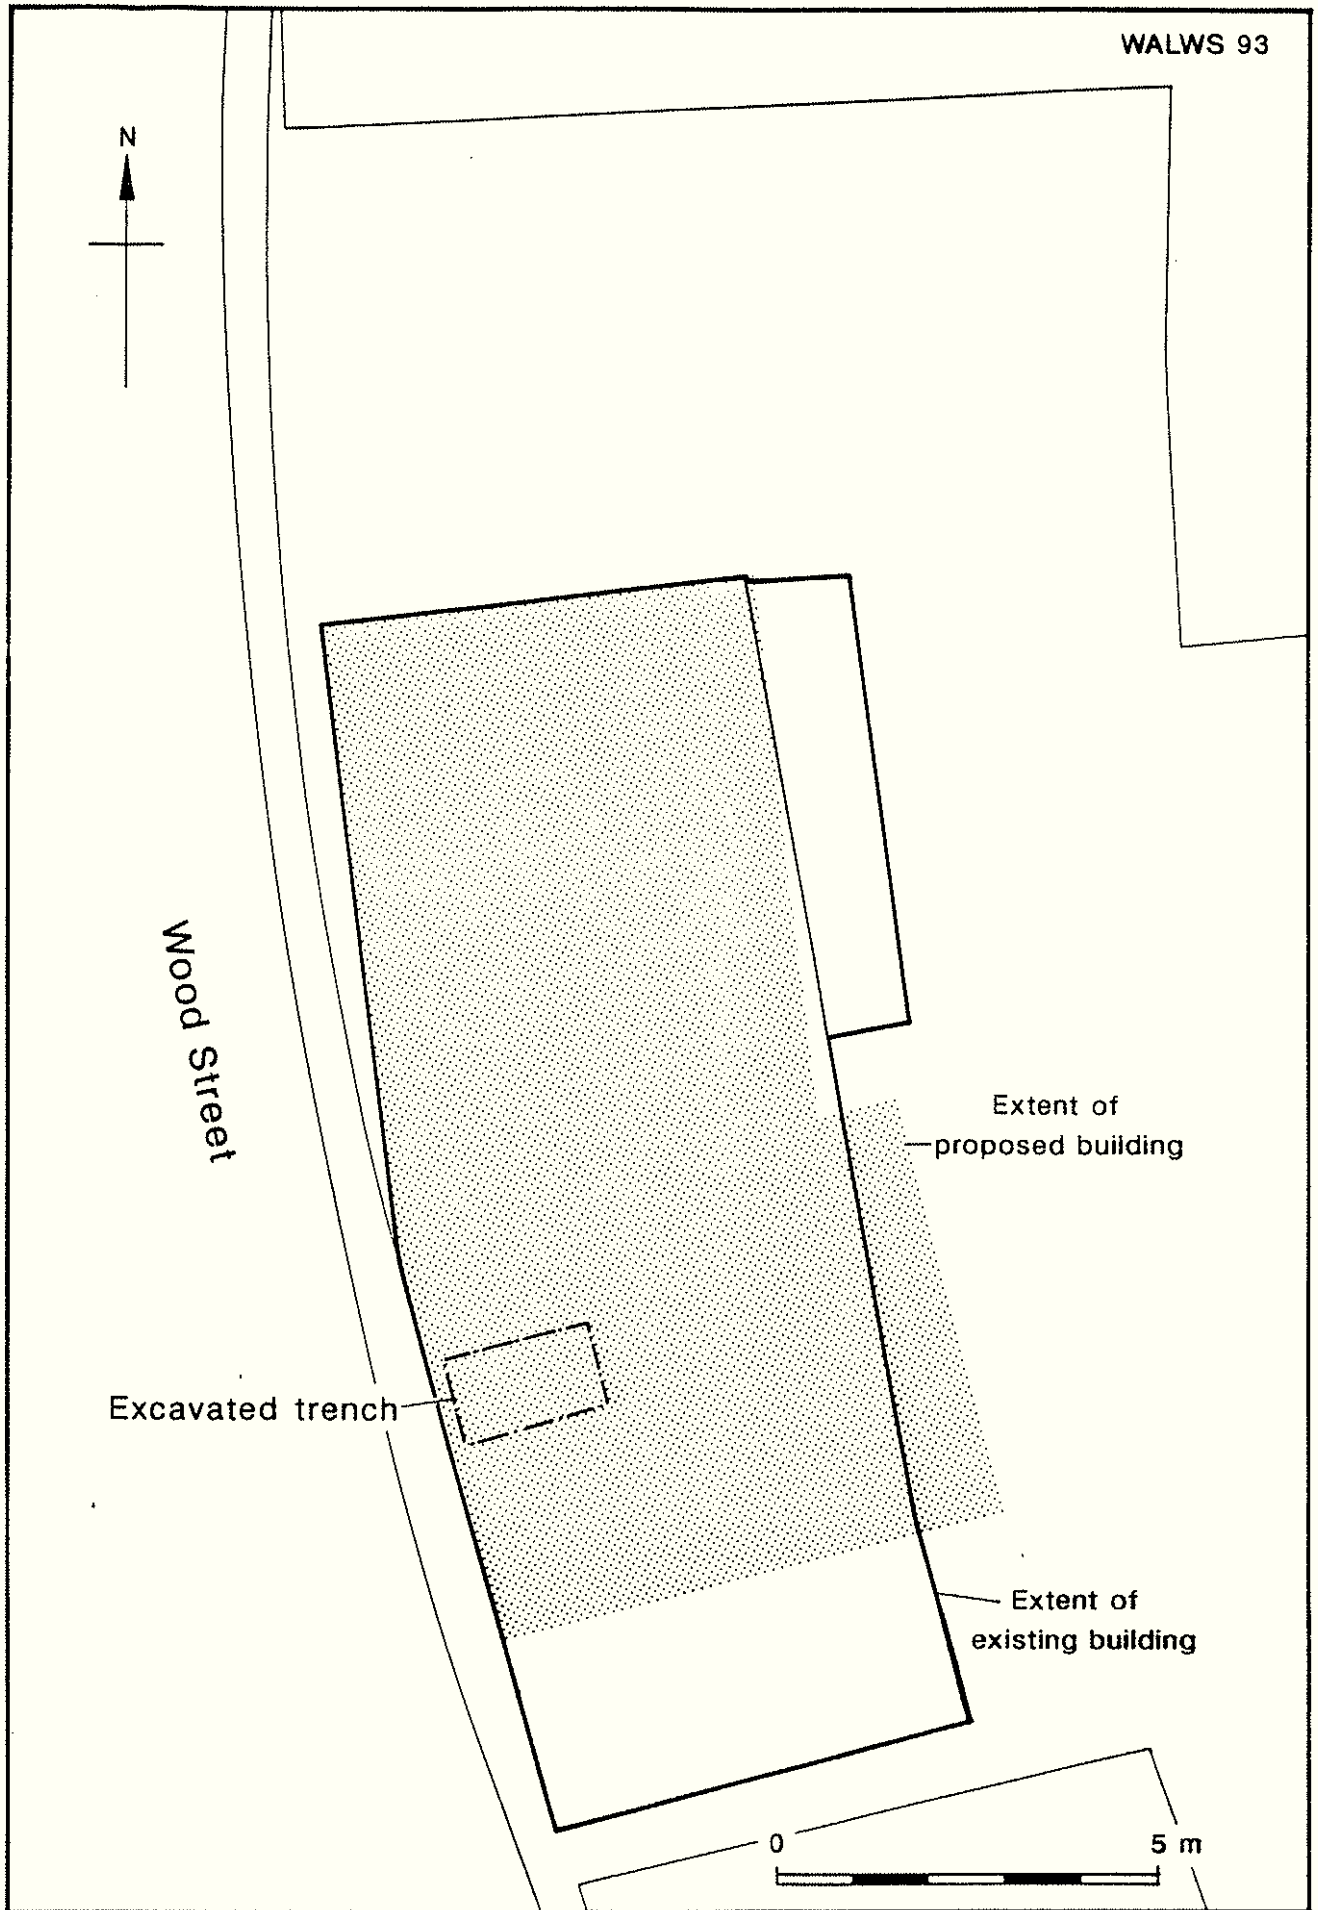 WALWS 93
N
Wood Street
Extent of
proposed building
Excavated trench
Extent of
existing building
0 5 m